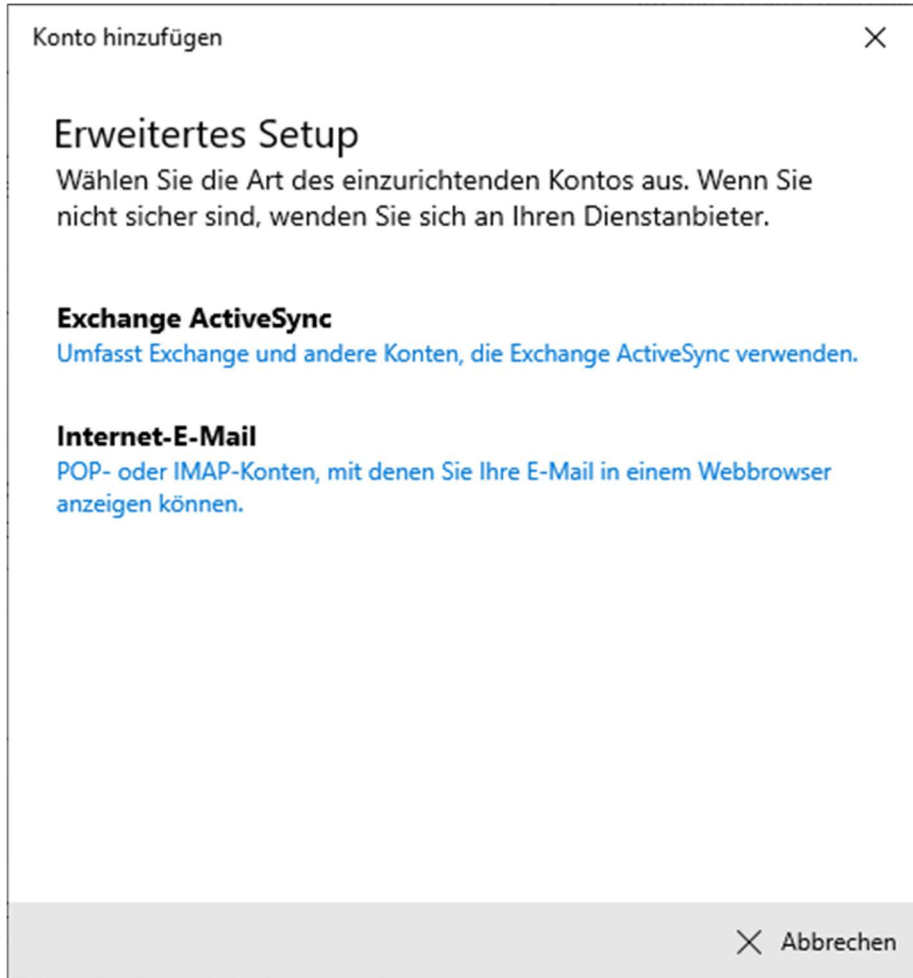 Konto hinzufügen
Erweitertes Setup
Wählen Sie die Art des einzurichtenden Kontos aus. Wenn Sie
nicht sicher sind, wenden Sie sich an Ihren Dienstanbieter.
Exchange ActiveSync
Umfasst Exchange und andere Konten, die Exchange ActiveSync verwenden.
Internet-E-Mail
POP- oder IMAP-Konten, mit denen Sie Ihre E-Mail in einem Webbrowser
anzeigen können.
Abbrechen